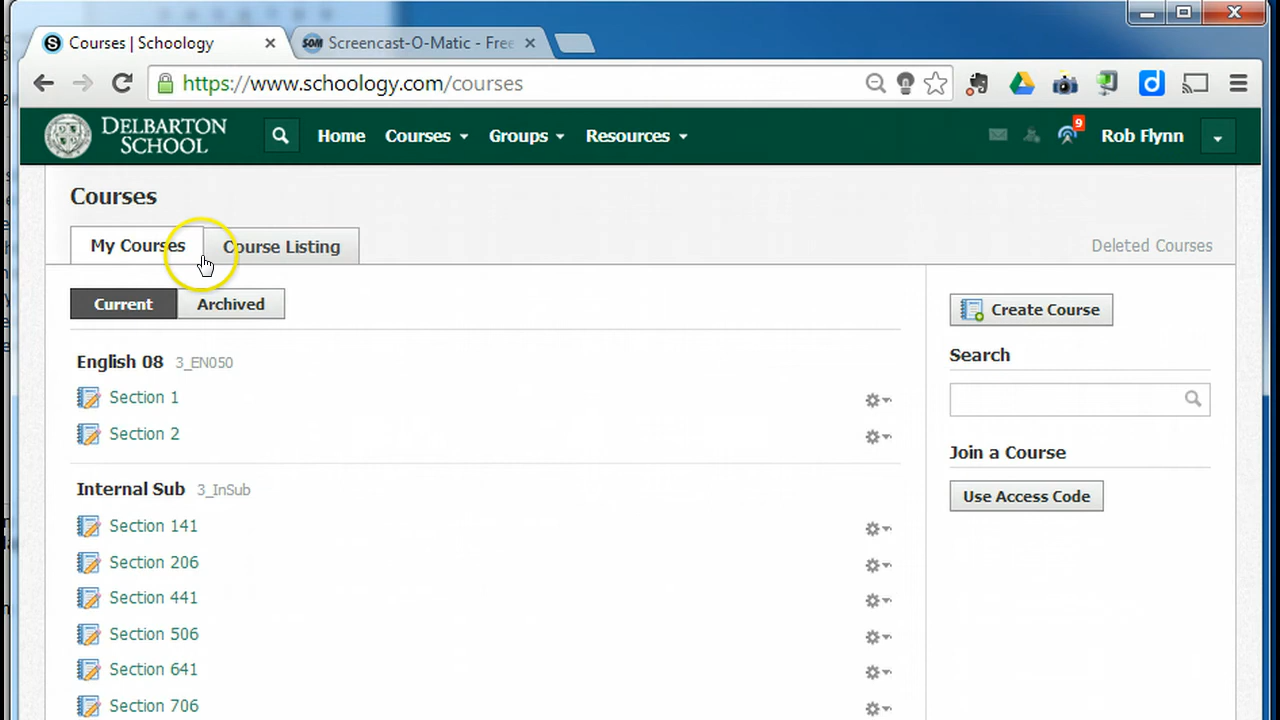 Courses | Schoology
SOM Screencast-O-Matic - Free
https://www.schoology.com/courses
DELBARTON SCHOOL
Home
Courses
Groups
Resources
9
Rob Flynn
Courses
My Courses
Course Listing
Deleted Courses
Current
Archived
Create Course
Search
Join a Course
Use Access Code
English 08 3_EN050
Section 1
Section 2
Internal Sub 3_InSub
Section 141
Section 206
Section 441
Section 506
Section 641
Section 706